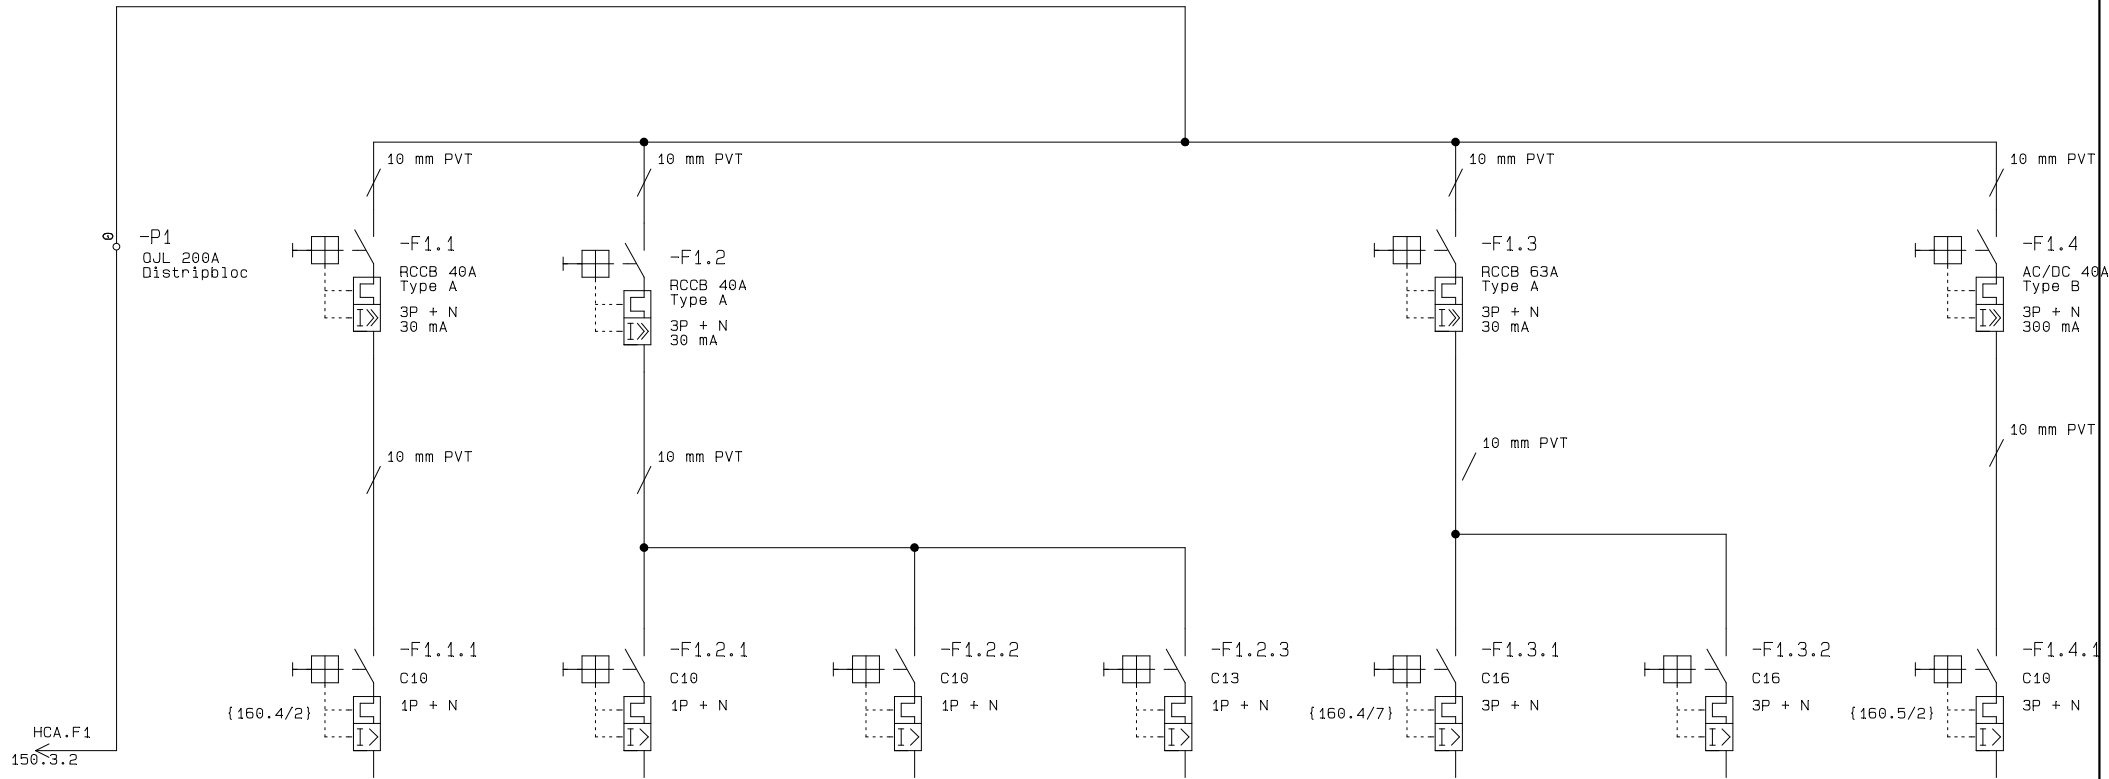 10 mm PVT
10 mm PVT
10 mm PVT
10 mm PVT
0
-P1
OJL 200A
Distripbloc
-F1.1
RCCB 40A
Type A
3P + N
30 mA
-F1.2
RCCB 40A
Type A
3P + N
30 mA
-F1.3
RCCB 63A
Type A
3P + N
30 mA
-F1.4
AC/DC 40A
Type B
3P + N
300 mA
10 mm PVT
10 mm PVT
10 mm PVT
10 mm PVT
-F1.1.1
C10
1P + N
{160.4/2}
-F1.2.1
C10
1P + N
-F1.2.2
C10
1P + N
-F1.2.3
C13
1P + N
-F1.3.1
C16
3P + N
{160.4/7}
-F1.3.2
C16
3P + N
-F1.4.1
C10
3P + N
{160.5/2}
I
I
I
I
I
I
I
I
I
I
I
HCA.F1
150.3.2